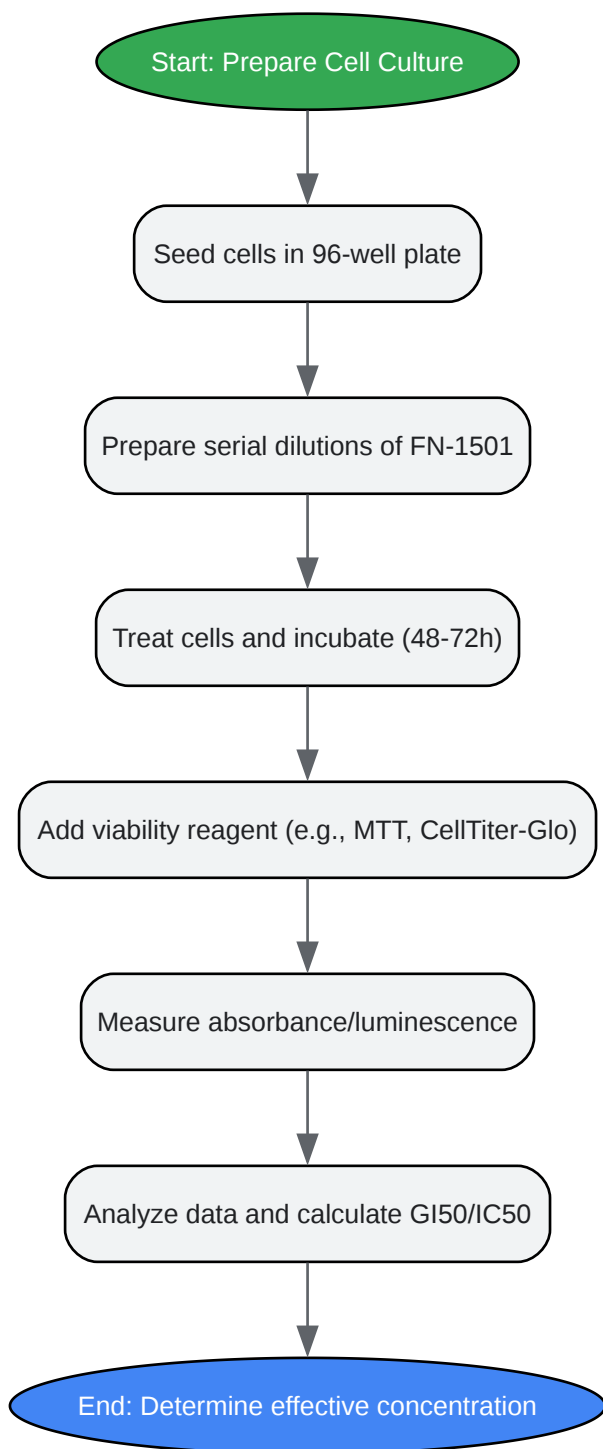 Start: Prepare Cell Culture
Seed cells in 96-well plate
Prepare serial dilutions of FN-1501
Treat cells and incubate (48-72h)
Add viability reagent (e.g., MTT, CellTiter-Glo)
Measure absorbance/luminescence
Analyze data and calculate GI50/IC50
End: Determine effective concentration